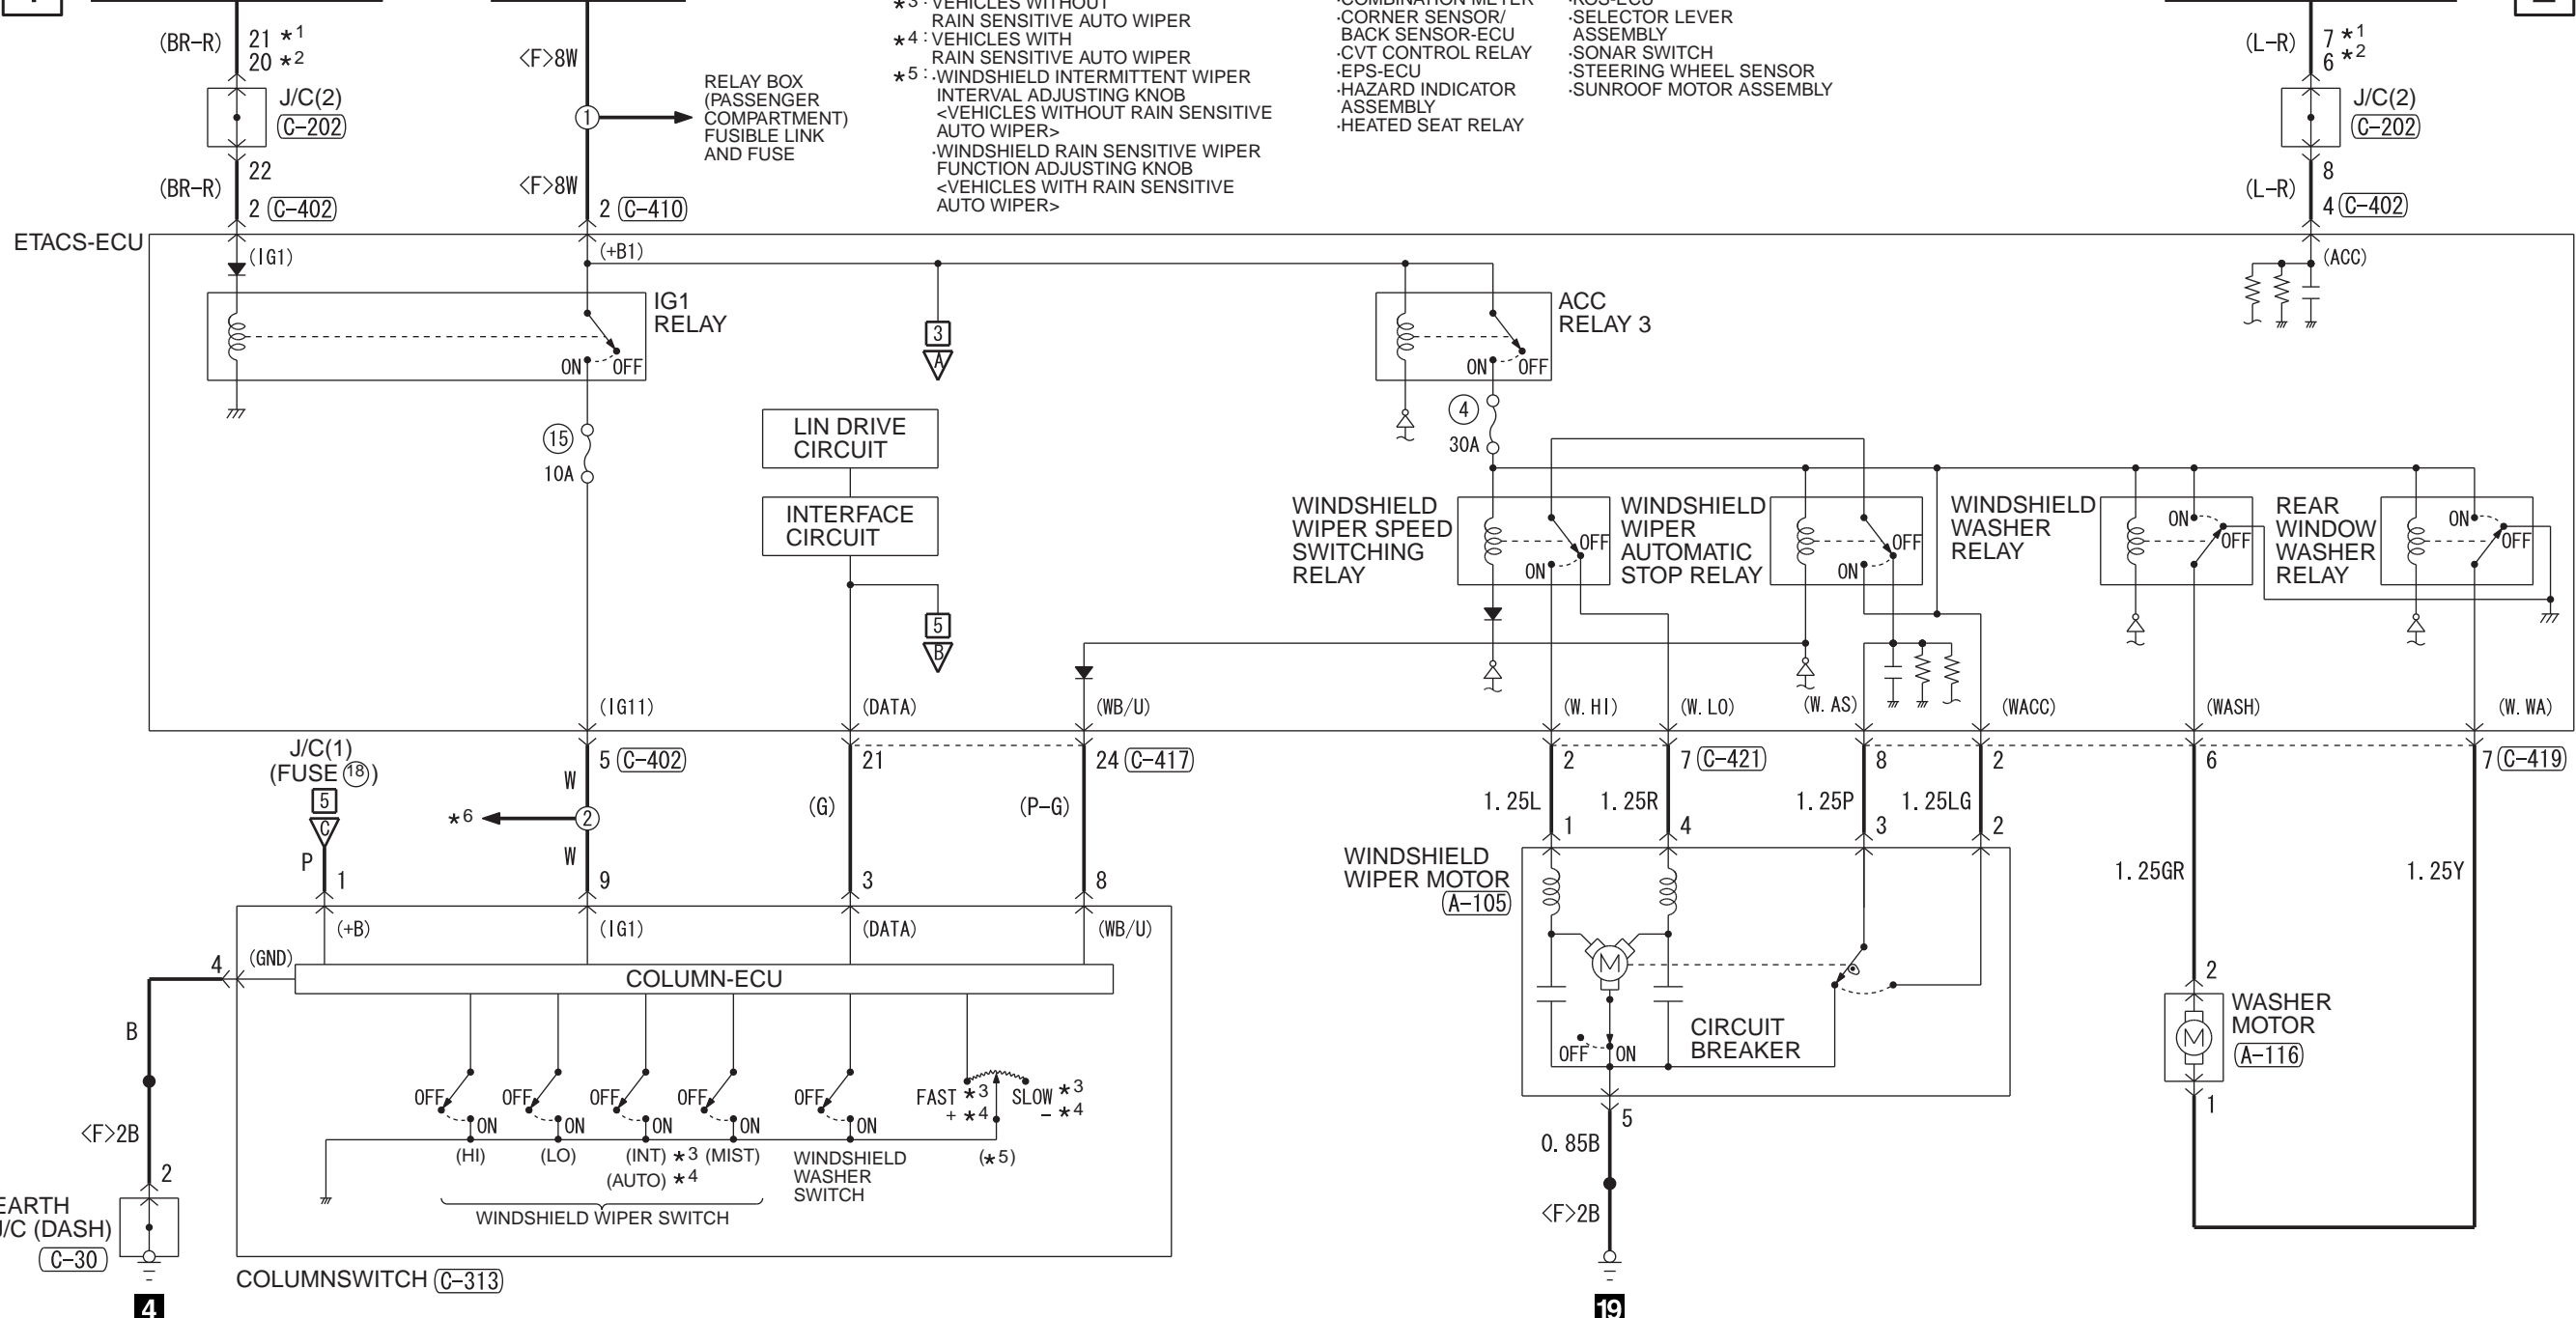 *3 : VEHICLES WITHOUT
RAIN SENSITIVE AUTO WIPER
*4 : VEHICLES WITH
RAIN SENSITIVE AUTO WIPER
*5 : ·WINDSHIELD INTERMITTENT WIPER
INTERVAL ADJUSTING KNOB
<VEHICLES WITHOUT RAIN SENSITIVE
AUTO WIPER>
·WINDSHIELD RAIN SENSITIVE WIPER
FUNCTION ADJUSTING KNOB
<VEHICLES WITH RAIN SENSITIVE
AUTO WIPER>
·COMBINATION METER
·CORNER SENSOR/
BACK SENSOR-ECU
·CVT CONTROL RELAY
·EPS-ECU
·HAZARD INDICATOR
ASSEMBLY
·HEATED SEAT RELAY
·KOS-ECU
·SELECTOR LEVER
ASSEMBLY
·SONAR SWITCH
·STEERING WHEEL SENSOR
·SUNROOF MOTOR ASSEMBLY
(BR-R)
21 *1
20 *2
J/C(2)
C-202
22
(BR-R)
2 C-402
<F>8W
1
RELAY BOX
(PASSENGER
COMPARTMENT)
FUSIBLE LINK
AND FUSE
<F>8W
2 C-410
(L-R)
7 *1
6 *2
J/C(2)
C-202
8
(L-R)
4 C-402
ETACS-ECU
(IG1)
(+B1)
(ACC)
IG1
RELAY
ON OFF
3
A
ACC
RELAY 3
ON OFF
15
10A
LIN DRIVE
CIRCUIT
INTERFACE
CIRCUIT
5
B
4
30A
WINDSHIELD
WIPER SPEED
SWITCHING
RELAY
OFF
ON
WINDSHIELD
WIPER
AUTOMATIC
STOP RELAY
OFF
ON
WINDSHIELD
WASHER
RELAY
ON
OFF
REAR
WINDOW
WASHER
RELAY
ON
OFF
(IG11)
(DATA)
(WB/U)
(W.HI)
(W.LO)
(W.AS)
(WACC)
(WASH)
(W.WA)
J/C(1)
(FUSE 18)
5
C
P
1
5 C-402
W
*6
2
W
9
21
(G)
3
24 C-417
(P-G)
8
2
1.25L
1
7 C-421
1.25R
4
8
1.25P
3
2
1.25LG
2
6
1.25GR
2
7 C-419
1.25Y
(+B)
(IG1)
(DATA)
(WB/U)
4
(GND)
COLUMN-ECU
B
<F>2B
2
EARTH
J/C (DASH)
C-30
4
OFF
ON
(HI)
OFF
ON
(LO)
OFF
ON
(INT) *3
(AUTO) *4
OFF
ON
(MIST)
WINDSHIELD WIPER SWITCH
OFF
ON
WINDSHIELD
WASHER
SWITCH
FAST *3
+ *4
SLOW *3
- *4
(*5)
COLUMNSWITCH C-313
WINDSHIELD
WIPER MOTOR
A-105
M
OFF ON
CIRCUIT
BREAKER
5
0.85B
<F>2B
19
WASHER
MOTOR
A-116
M
1